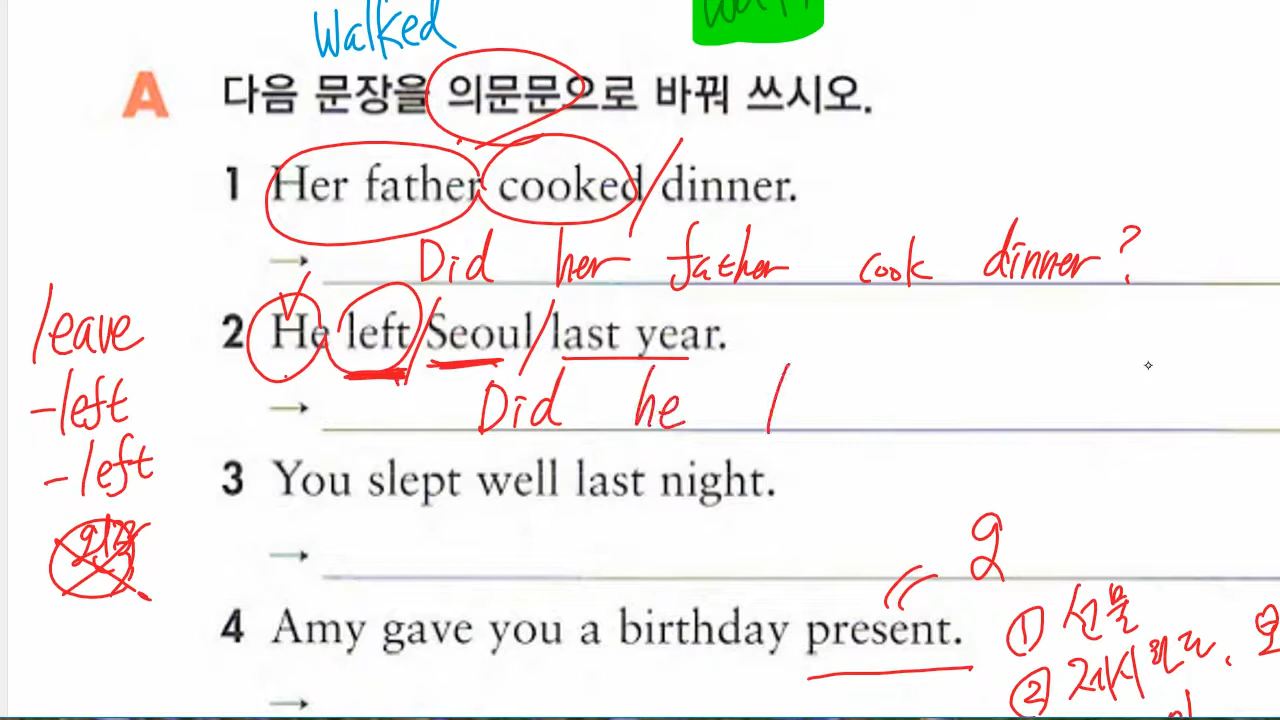 walked
A 다음 문장을 의문문으로 바꿔 쓰시오.
1 Her father cooked dinner.
→ Did her father cook dinner?
2 He left Seoul last year.
→ Did he l
leave
-left
-left
3 You slept well last night.
→
4 Amy gave you a birthday present.
① 선물
②
→